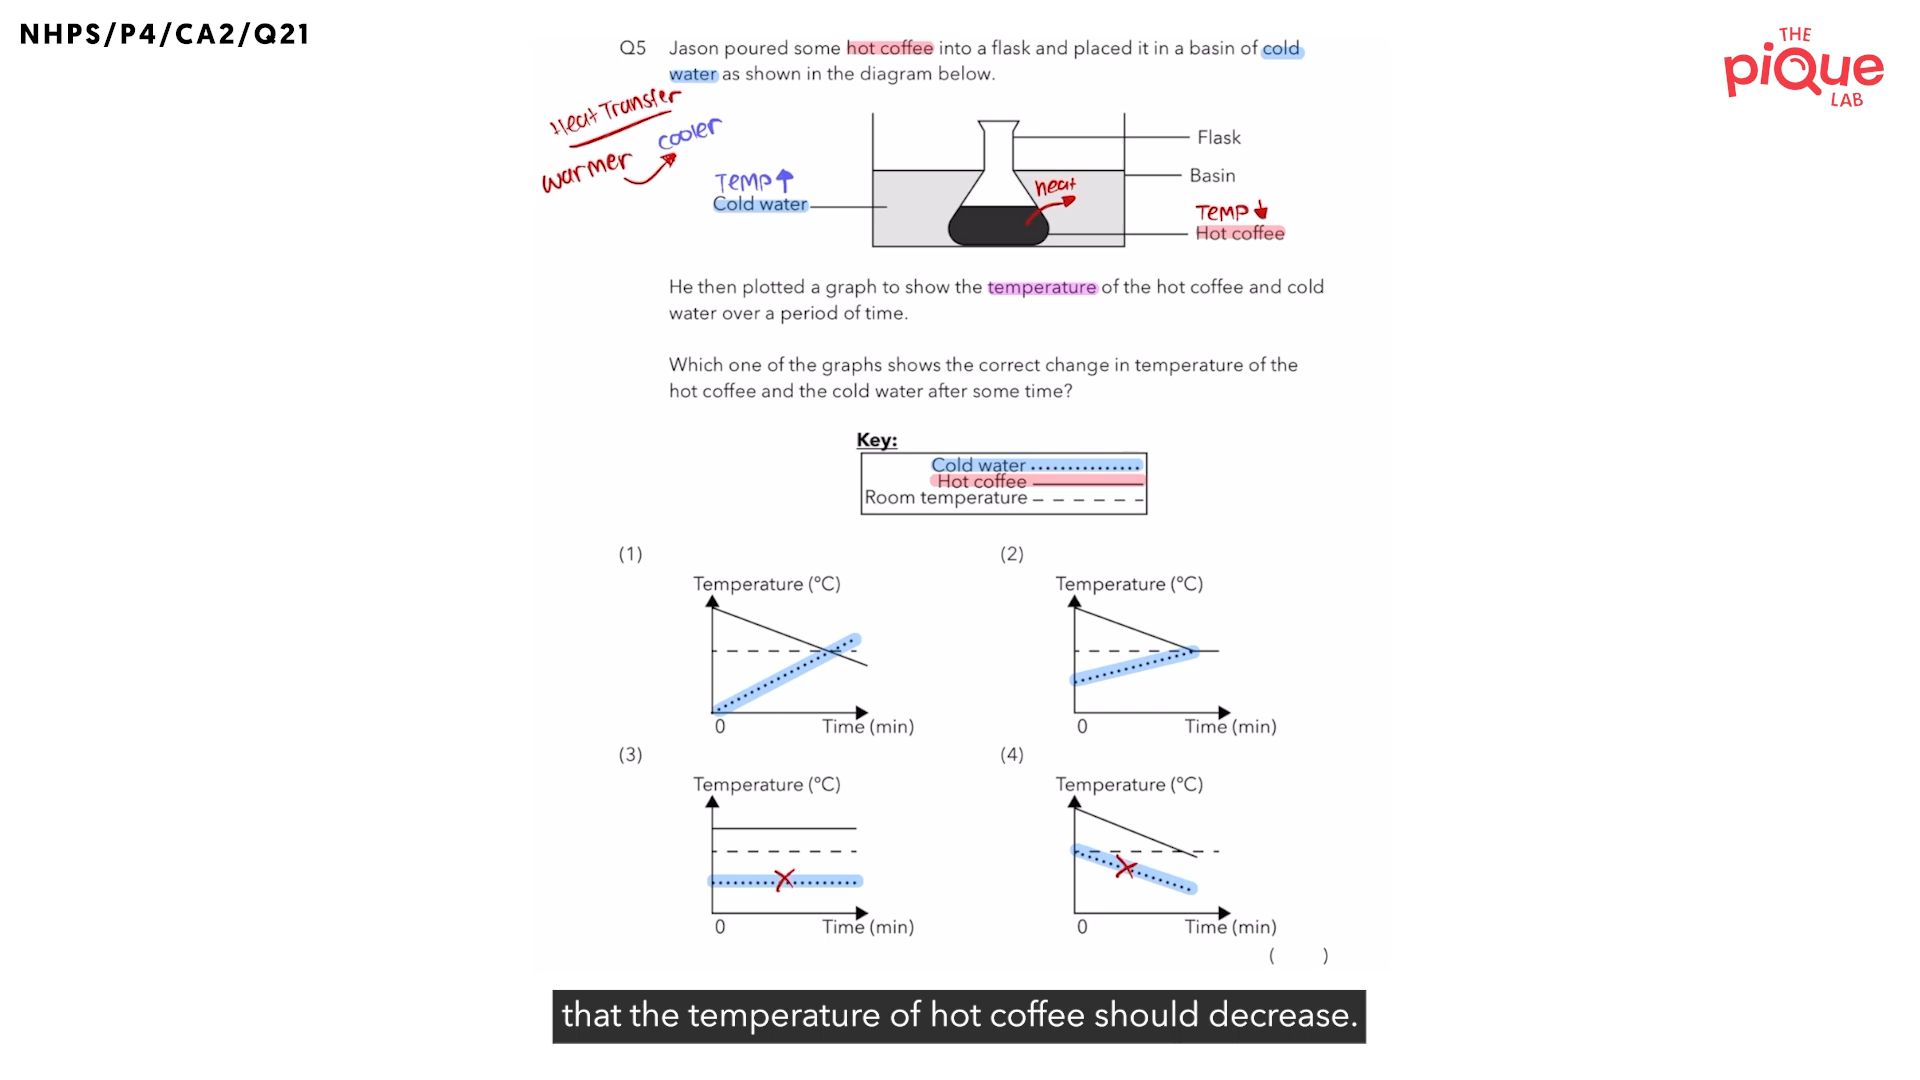 NHPS/P4/CA2/Q21
THE
piQue
LAB
Q5 Jason poured some hot coffee into a flask and placed it in a basin of cold
water as shown in the diagram below.
Heat Transfer
warmer
cooler
TEMP↑
Cold water
heat
Flask
Basin
TEMP↓
Hot coffee
He then plotted a graph to show the temperature of the hot coffee and cold
water over a period of time.
Which one of the graphs shows the correct change in temperature of the
hot coffee and the cold water after some time?
Key:
Cold water
Hot coffee
Room temperature
(1)
Temperature (°C)
0
Time (min)
(2)
Temperature (°C)
0
Time (min)
(3)
Temperature (°C)
0
Time (min)
(4)
Temperature (°C)
0
Time (min)
( )
that the temperature of hot coffee should decrease.